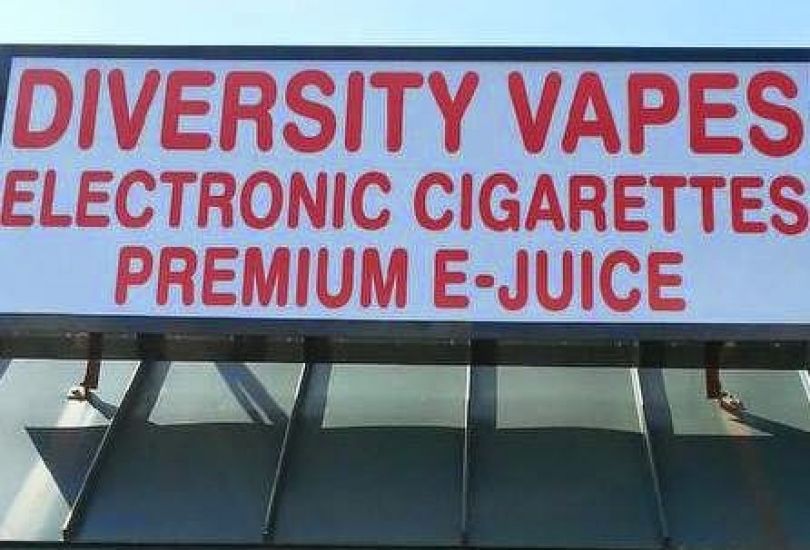 DIVERSITY VAPES
ELECTRONIC CIGARETTES
PREMIUM E-JUICE